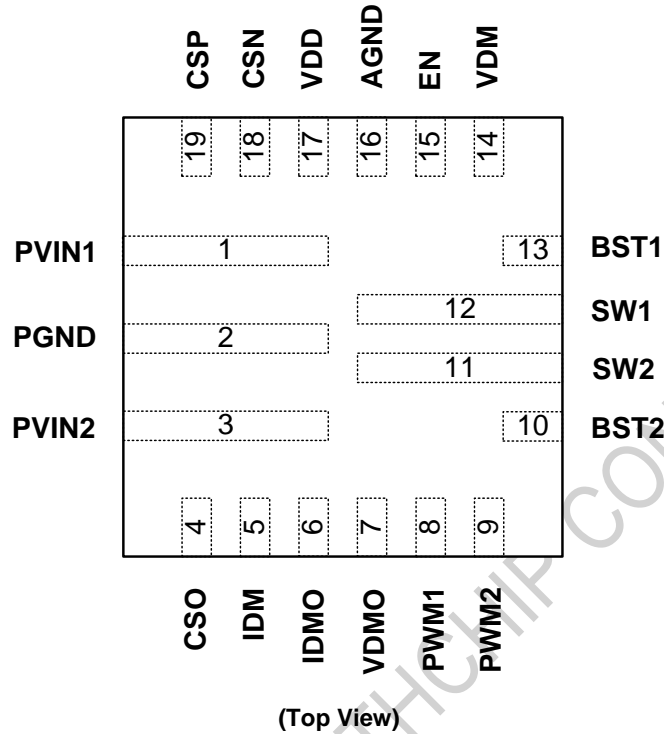 CSP CSN VDD AGND EN VDM
19 18 17 16 15 14
PVIN1 1 13 BST1
12 SW1
PGND 2
11 SW2
PVIN2 3 10 BST2
4 5 6 7 8 9
CSO IDM IDMO VDMO PWM1 PWM2
THCHIP CON
(Top View)